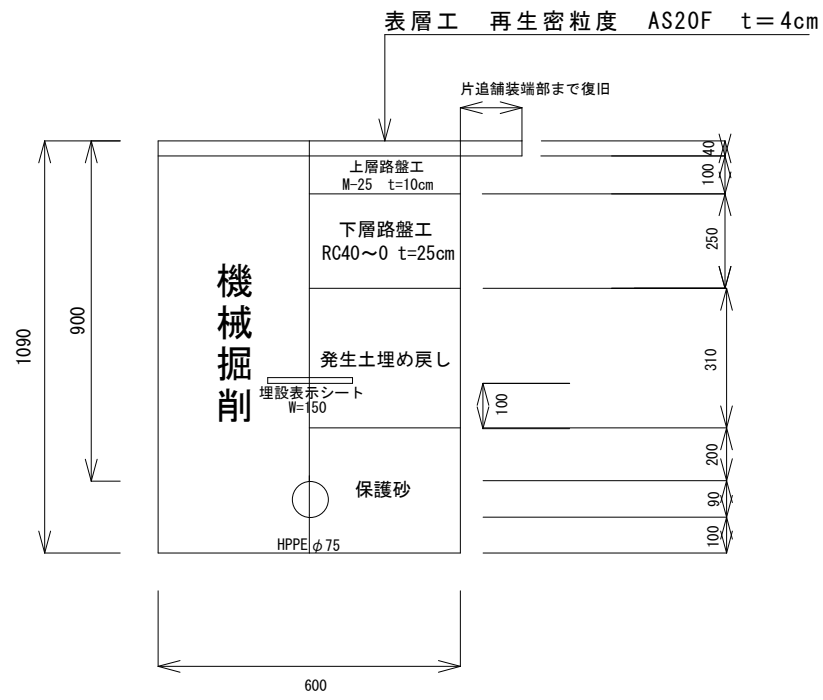 表層工　再生密粒度　AS20F　t＝4cm
片追舗装端部まで復旧
40
上層路盤工
M-25　t=10cm
100
下層路盤工
RC40～0 t=25cm
250
機械掘削
900
1090
発生土埋め戻し
310
埋設表示シート
W=150
100
200
保護砂
90
HPPEφ75
100
600